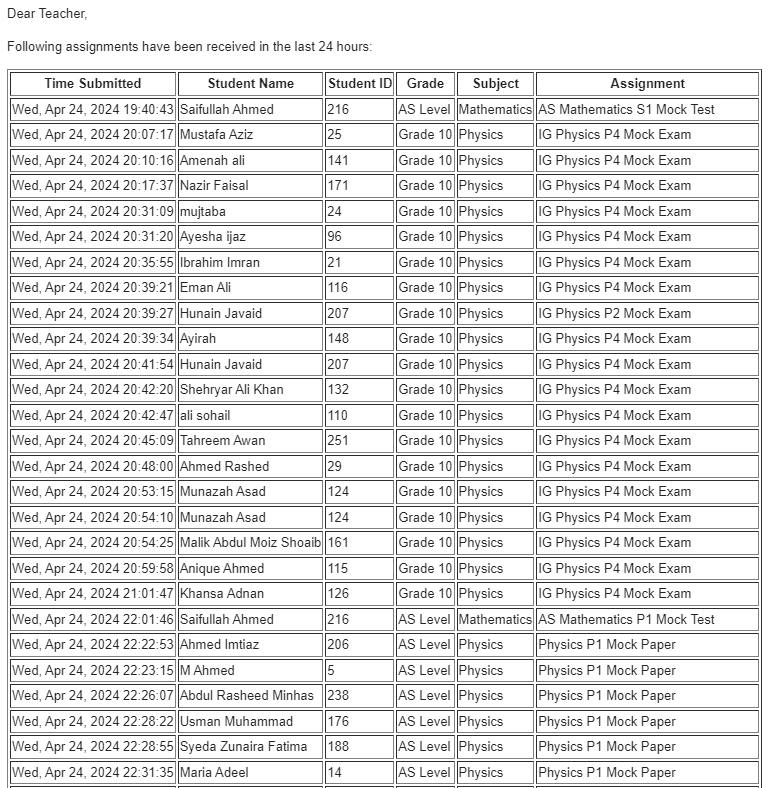 Dear Teacher,
Following assignments have been received in the last 24 hours:
Time Submitted Student Name Student ID Grade Subject Assignment
Wed, Apr 24, 2024 19:40:43 Saifullah Ahmed 216 AS Level Mathematics AS Mathematics S1 Mock Test
Wed, Apr 24, 2024 20:07:17 Mustafa Aziz 25 Grade 10 Physics IG Physics P4 Mock Exam
Wed, Apr 24, 2024 20:10:16 Amenah ali 141 Grade 10 Physics IG Physics P4 Mock Exam
Wed, Apr 24, 2024 20:17:37 Nazir Faisal 171 Grade 10 Physics IG Physics P4 Mock Exam
Wed, Apr 24, 2024 20:31:09 mujtaba 24 Grade 10 Physics IG Physics P4 Mock Exam
Wed, Apr 24, 2024 20:31:20 Ayesha ijaz 96 Grade 10 Physics IG Physics P4 Mock Exam
Wed, Apr 24, 2024 20:35:55 Ibrahim Imran 21 Grade 10 Physics IG Physics P4 Mock Exam
Wed, Apr 24, 2024 20:39:21 Eman Ali 116 Grade 10 Physics IG Physics P4 Mock Exam
Wed, Apr 24, 2024 20:39:27 Hunain Javaid 207 Grade 10 Physics IG Physics P2 Mock Exam
Wed, Apr 24, 2024 20:39:34 Ayirah 148 Grade 10 Physics IG Physics P4 Mock Exam
Wed, Apr 24, 2024 20:41:54 Hunain Javaid 207 Grade 10 Physics IG Physics P4 Mock Exam
Wed, Apr 24, 2024 20:42:20 Shehryar Ali Khan 132 Grade 10 Physics IG Physics P4 Mock Exam
Wed, Apr 24, 2024 20:42:47 ali sohail 110 Grade 10 Physics IG Physics P4 Mock Exam
Wed, Apr 24, 2024 20:45:09 Tahreem Awan 251 Grade 10 Physics IG Physics P4 Mock Exam
Wed, Apr 24, 2024 20:48:00 Ahmed Rashed 29 Grade 10 Physics IG Physics P4 Mock Exam
Wed, Apr 24, 2024 20:53:15 Munazah Asad 124 Grade 10 Physics IG Physics P4 Mock Exam
Wed, Apr 24, 2024 20:54:10 Munazah Asad 124 Grade 10 Physics IG Physics P4 Mock Exam
Wed, Apr 24, 2024 20:54:25 Malik Abdul Moiz Shoaib 161 Grade 10 Physics IG Physics P4 Mock Exam
Wed, Apr 24, 2024 20:59:58 Anique Ahmed 115 Grade 10 Physics IG Physics P4 Mock Exam
Wed, Apr 24, 2024 21:01:47 Khansa Adnan 126 Grade 10 Physics IG Physics P4 Mock Exam
Wed, Apr 24, 2024 22:01:46 Saifullah Ahmed 216 AS Level Mathematics AS Mathematics P1 Mock Test
Wed, Apr 24, 2024 22:22:53 Ahmed Imtiaz 206 AS Level Physics Physics P1 Mock Paper
Wed, Apr 24, 2024 22:23:15 M Ahmed 5 AS Level Physics Physics P1 Mock Paper
Wed, Apr 24, 2024 22:26:07 Abdul Rasheed Minhas 238 AS Level Physics Physics P1 Mock Paper
Wed, Apr 24, 2024 22:28:22 Usman Muhammad 176 AS Level Physics Physics P1 Mock Paper
Wed, Apr 24, 2024 22:28:55 Syeda Zunaira Fatima 188 AS Level Physics Physics P1 Mock Paper
Wed, Apr 24, 2024 22:31:35 Maria Adeel 14 AS Level Physics Physics P1 Mock Paper